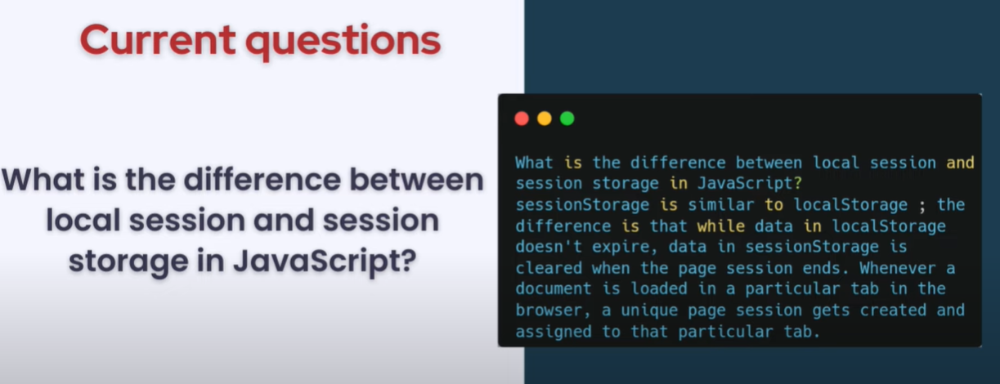 Current questions
What is the difference between
local session and session
storage in JavaScript?
What is the difference between local session and
session storage in JavaScript?
sessionStorage is similar to localStorage ; the
difference is that while data in localStorage
doesn't expire, data in sessionStorage is
cleared when the page session ends. Whenever a
document is loaded in a particular tab in the
browser, a unique page session gets created and
assigned to that particular tab.